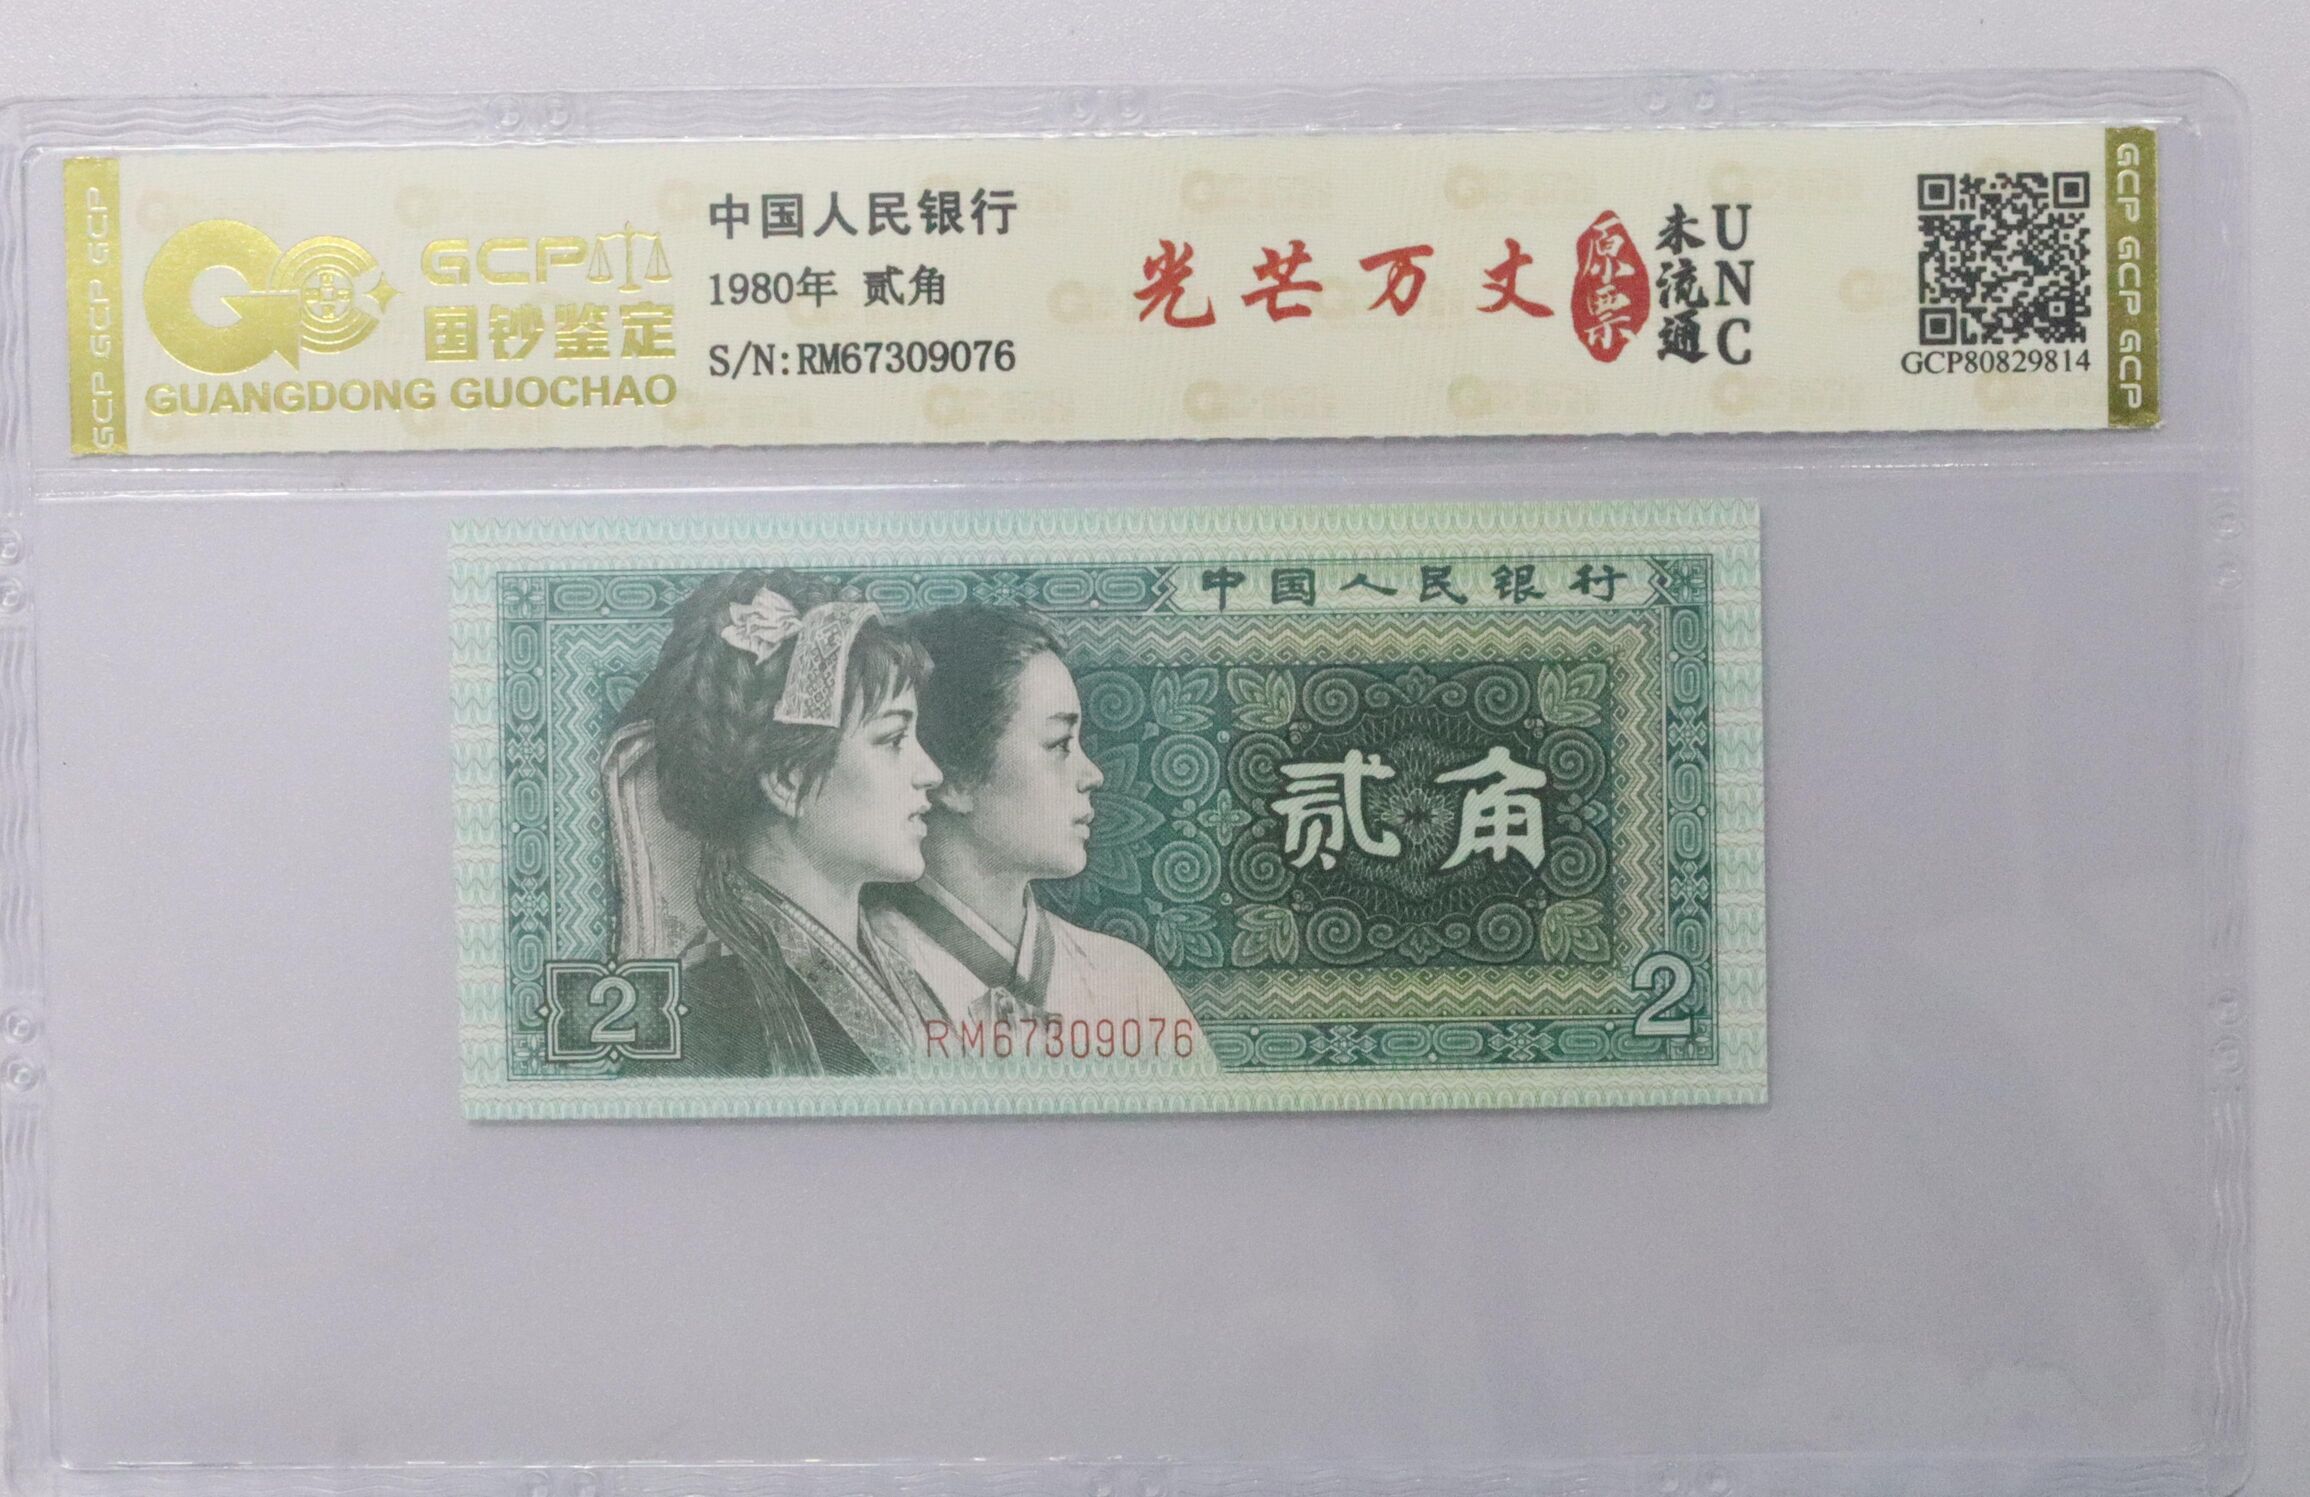 GCP GCP GCP
GCP
国钞鉴定
GUANGDONG GUOCHAO
中国人民银行
1980年 贰角
S/N:RM67309076
光芒万丈
原票
未流通
UNC
GCP80829814
GCP GCP GCP
中国人民银行
贰角
2
RM67309076
2